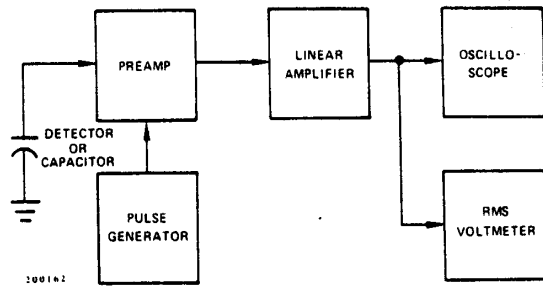 PREAMP
LINEAR
AMPLIFIER
OSCILLO-
SCOPE
DETECTOR
OR
CAPACITOR
PULSE
GENERATOR
RMS
VOLTMETER
200162